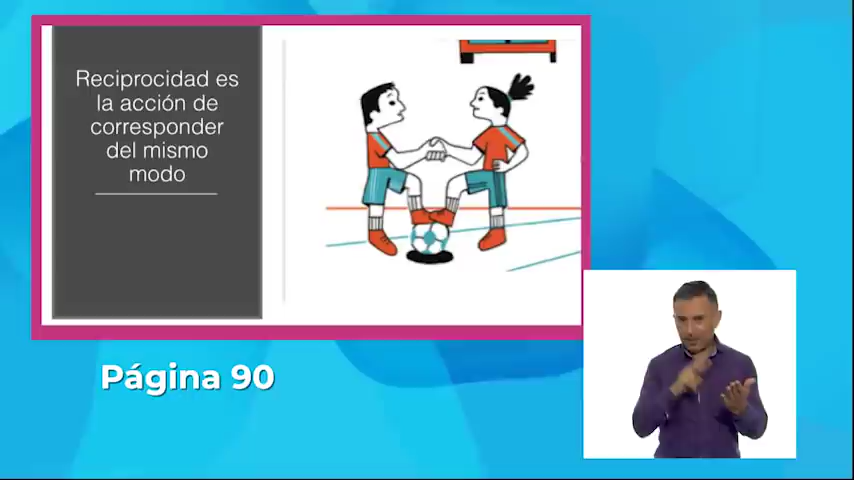 Reciprocidad es
la acción de
corresponder
del mismo
modo
Página 90